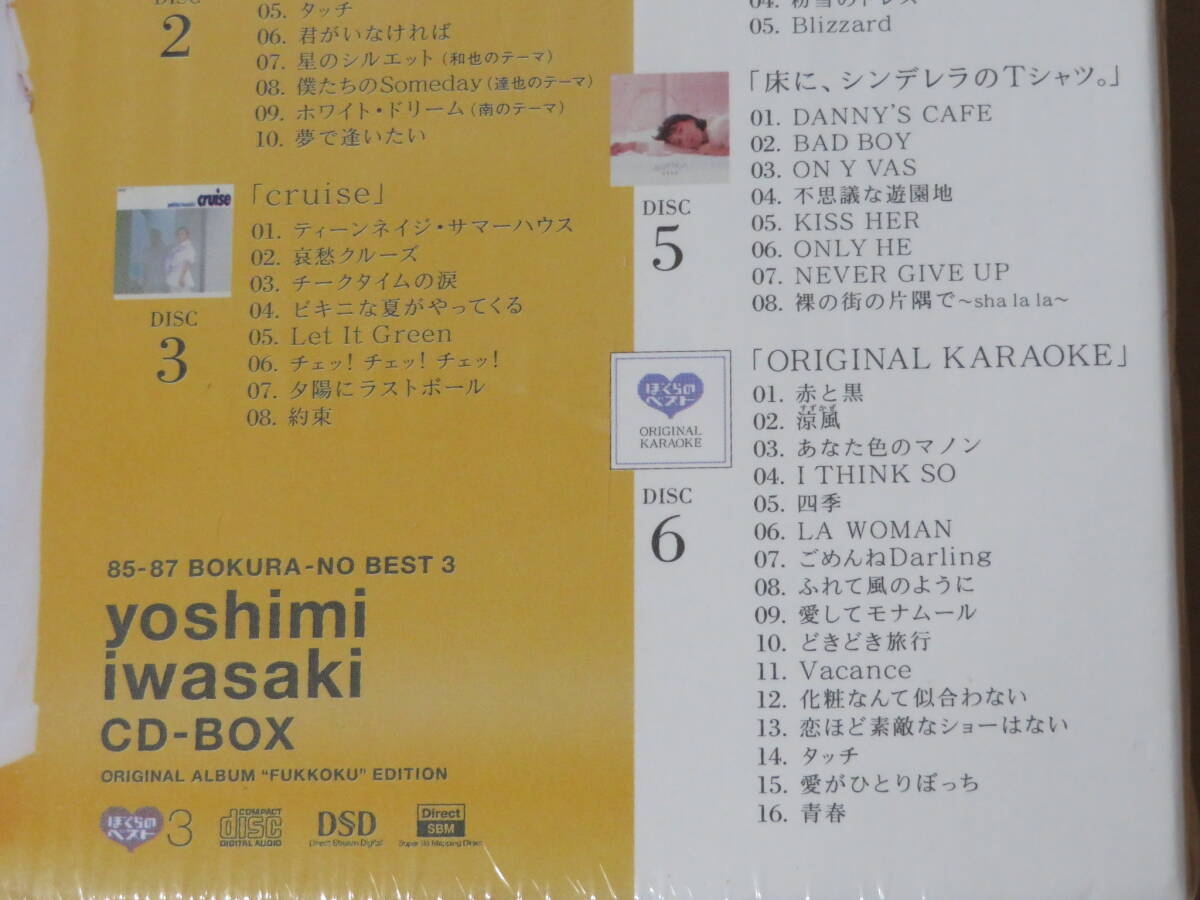 DISC
2
05. タッチ
06. 君がいなければ
07. 星のシルエット(和也のテーマ)
08. 僕たちのSomeday(達也のテーマ)
09. ホワイト・ドリーム(南のテーマ)
10. 夢で逢いたい
cruise
DISC
3
「cruise」
01. ティーンネイジ・サマーハウス
02. 哀愁クルーズ
03. チークタイムの涙
04. ビキニな夏がやってくる
05. Let It Green
06. チェッ! チェッ! チェッ!
07. 夕陽にラストボール
08. 約束
85-87 BOKURA-NO BEST 3
yoshimi
iwasaki
CD-BOX
ORIGINAL ALBUM "FUKKOKU" EDITION
ぼくらの
ベスト
3
COMPACT
disc
DIGITAL AUDIO
DSD
Direct Stream Digital
Direct
SBM
Super Bit Mapping Direct
04. 粉雪のドレス
05. Blizzard
「床に、シンデレラのTシャツ。」
DISC
5
01. DANNY'S CAFE
02. BAD BOY
03. ON Y VAS
04. 不思議な遊園地
05. KISS HER
06. ONLY HE
07. NEVER GIVE UP
08. 裸の街の片隅で~sha la la~
ぼくらの
ベスト
ORIGINAL
KARAOKE
DISC
6
「ORIGINAL KARAOKE」
01. 赤と黒
02. 涼風
すずかぜ
03. あなた色のマノン
04. I THINK SO
05. 四季
06. LA WOMAN
07. ごめんねDarling
08. ふれて風のように
09. 愛してモナムール
10. どきどき旅行
11. Vacance
12. 化粧なんて似合わない
13. 恋ほど素敵なショーはない
14. タッチ
15. 愛がひとりぼっち
16. 青春